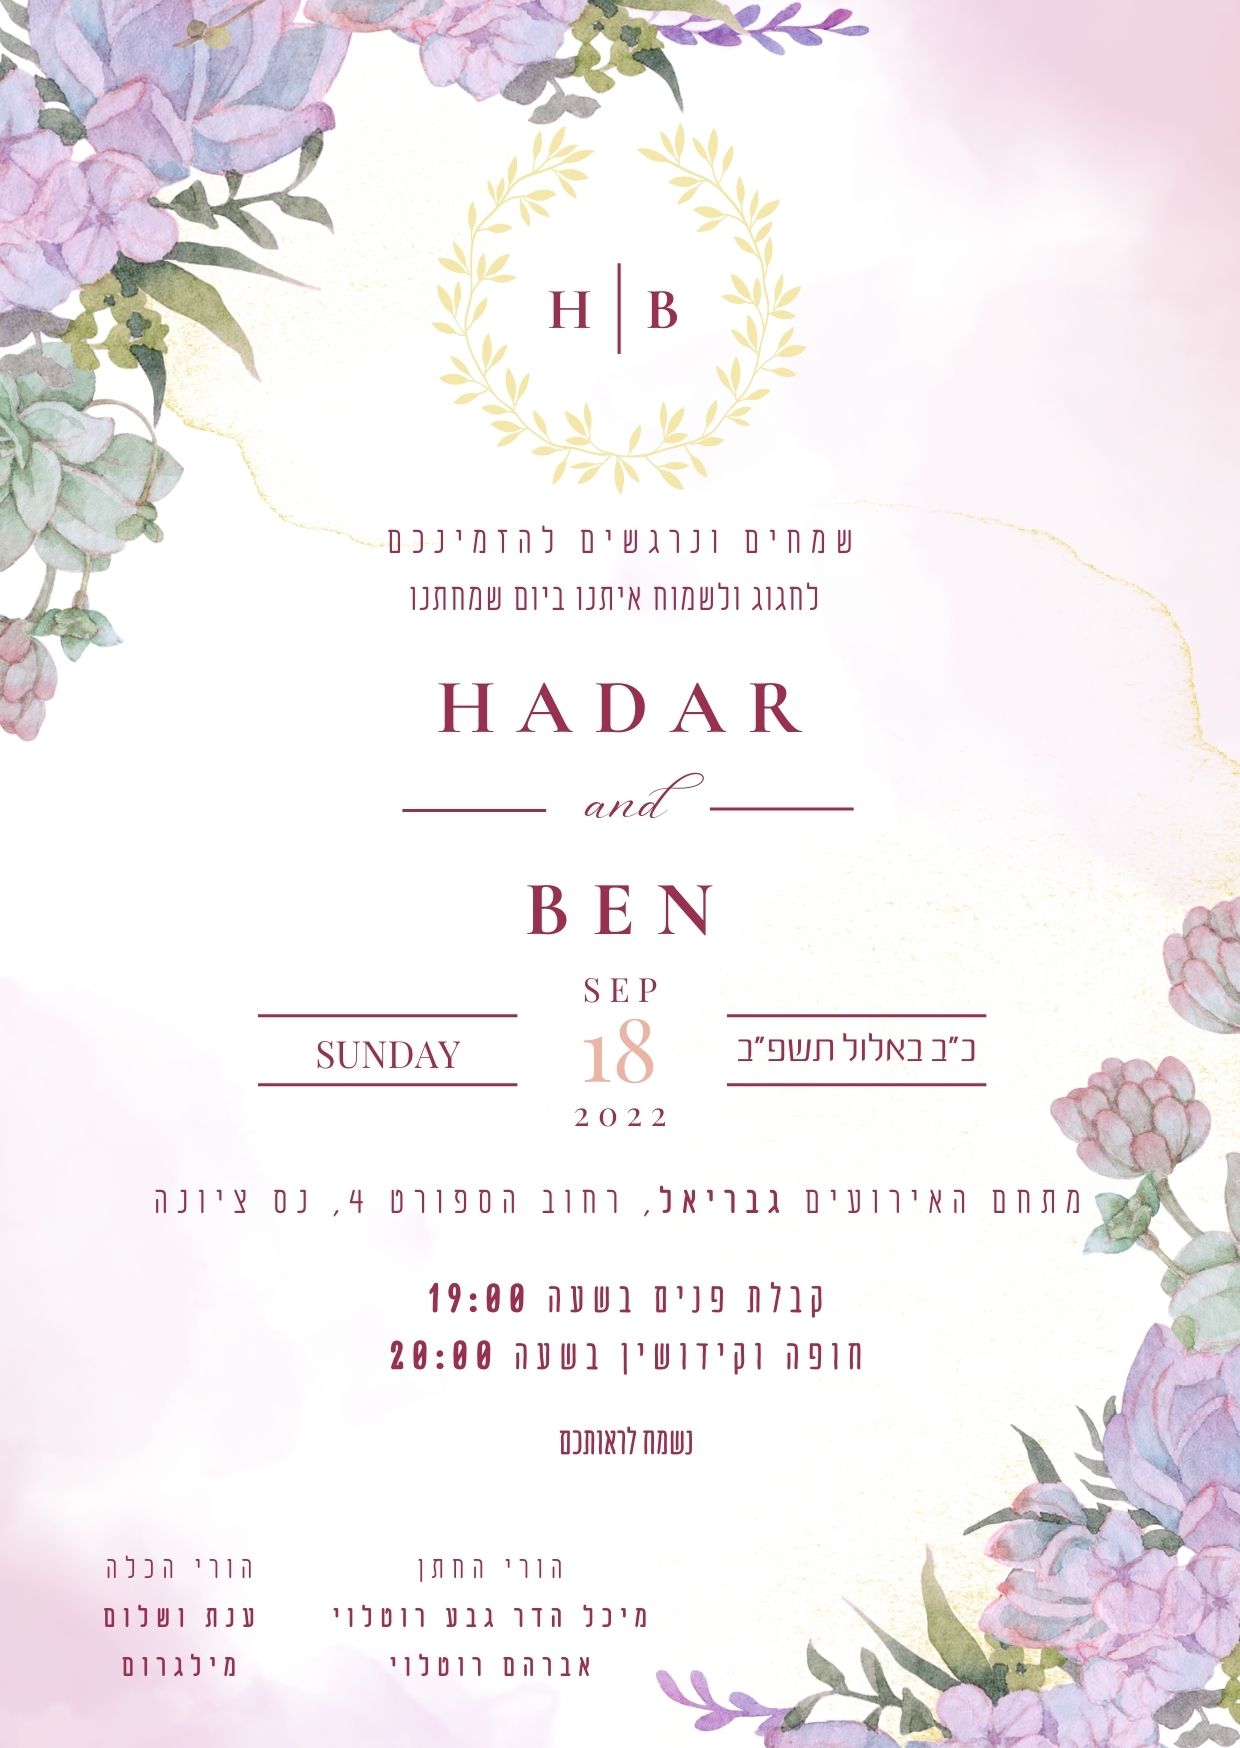 H | B
שמחים ונרגשים להזמינכם
לחגוג ולשמוח איתנו ביום שמחתנו
HADAR
and
BEN
SEP
SUNDAY
18
כ"ב באלול תשפ"ב
2022
מתחם האירועים גבריאל, רחוב הספורט 4, נס ציונה
קבלת פנים בשעה 19:00
חופה וקידושין בשעה 20:00
נשמח לראותכם
הורי החתן
מיכל הדר גבע רוטלוי
אברהם רוטלוי
הורי הכלה
ענת ושלום
מילגרום